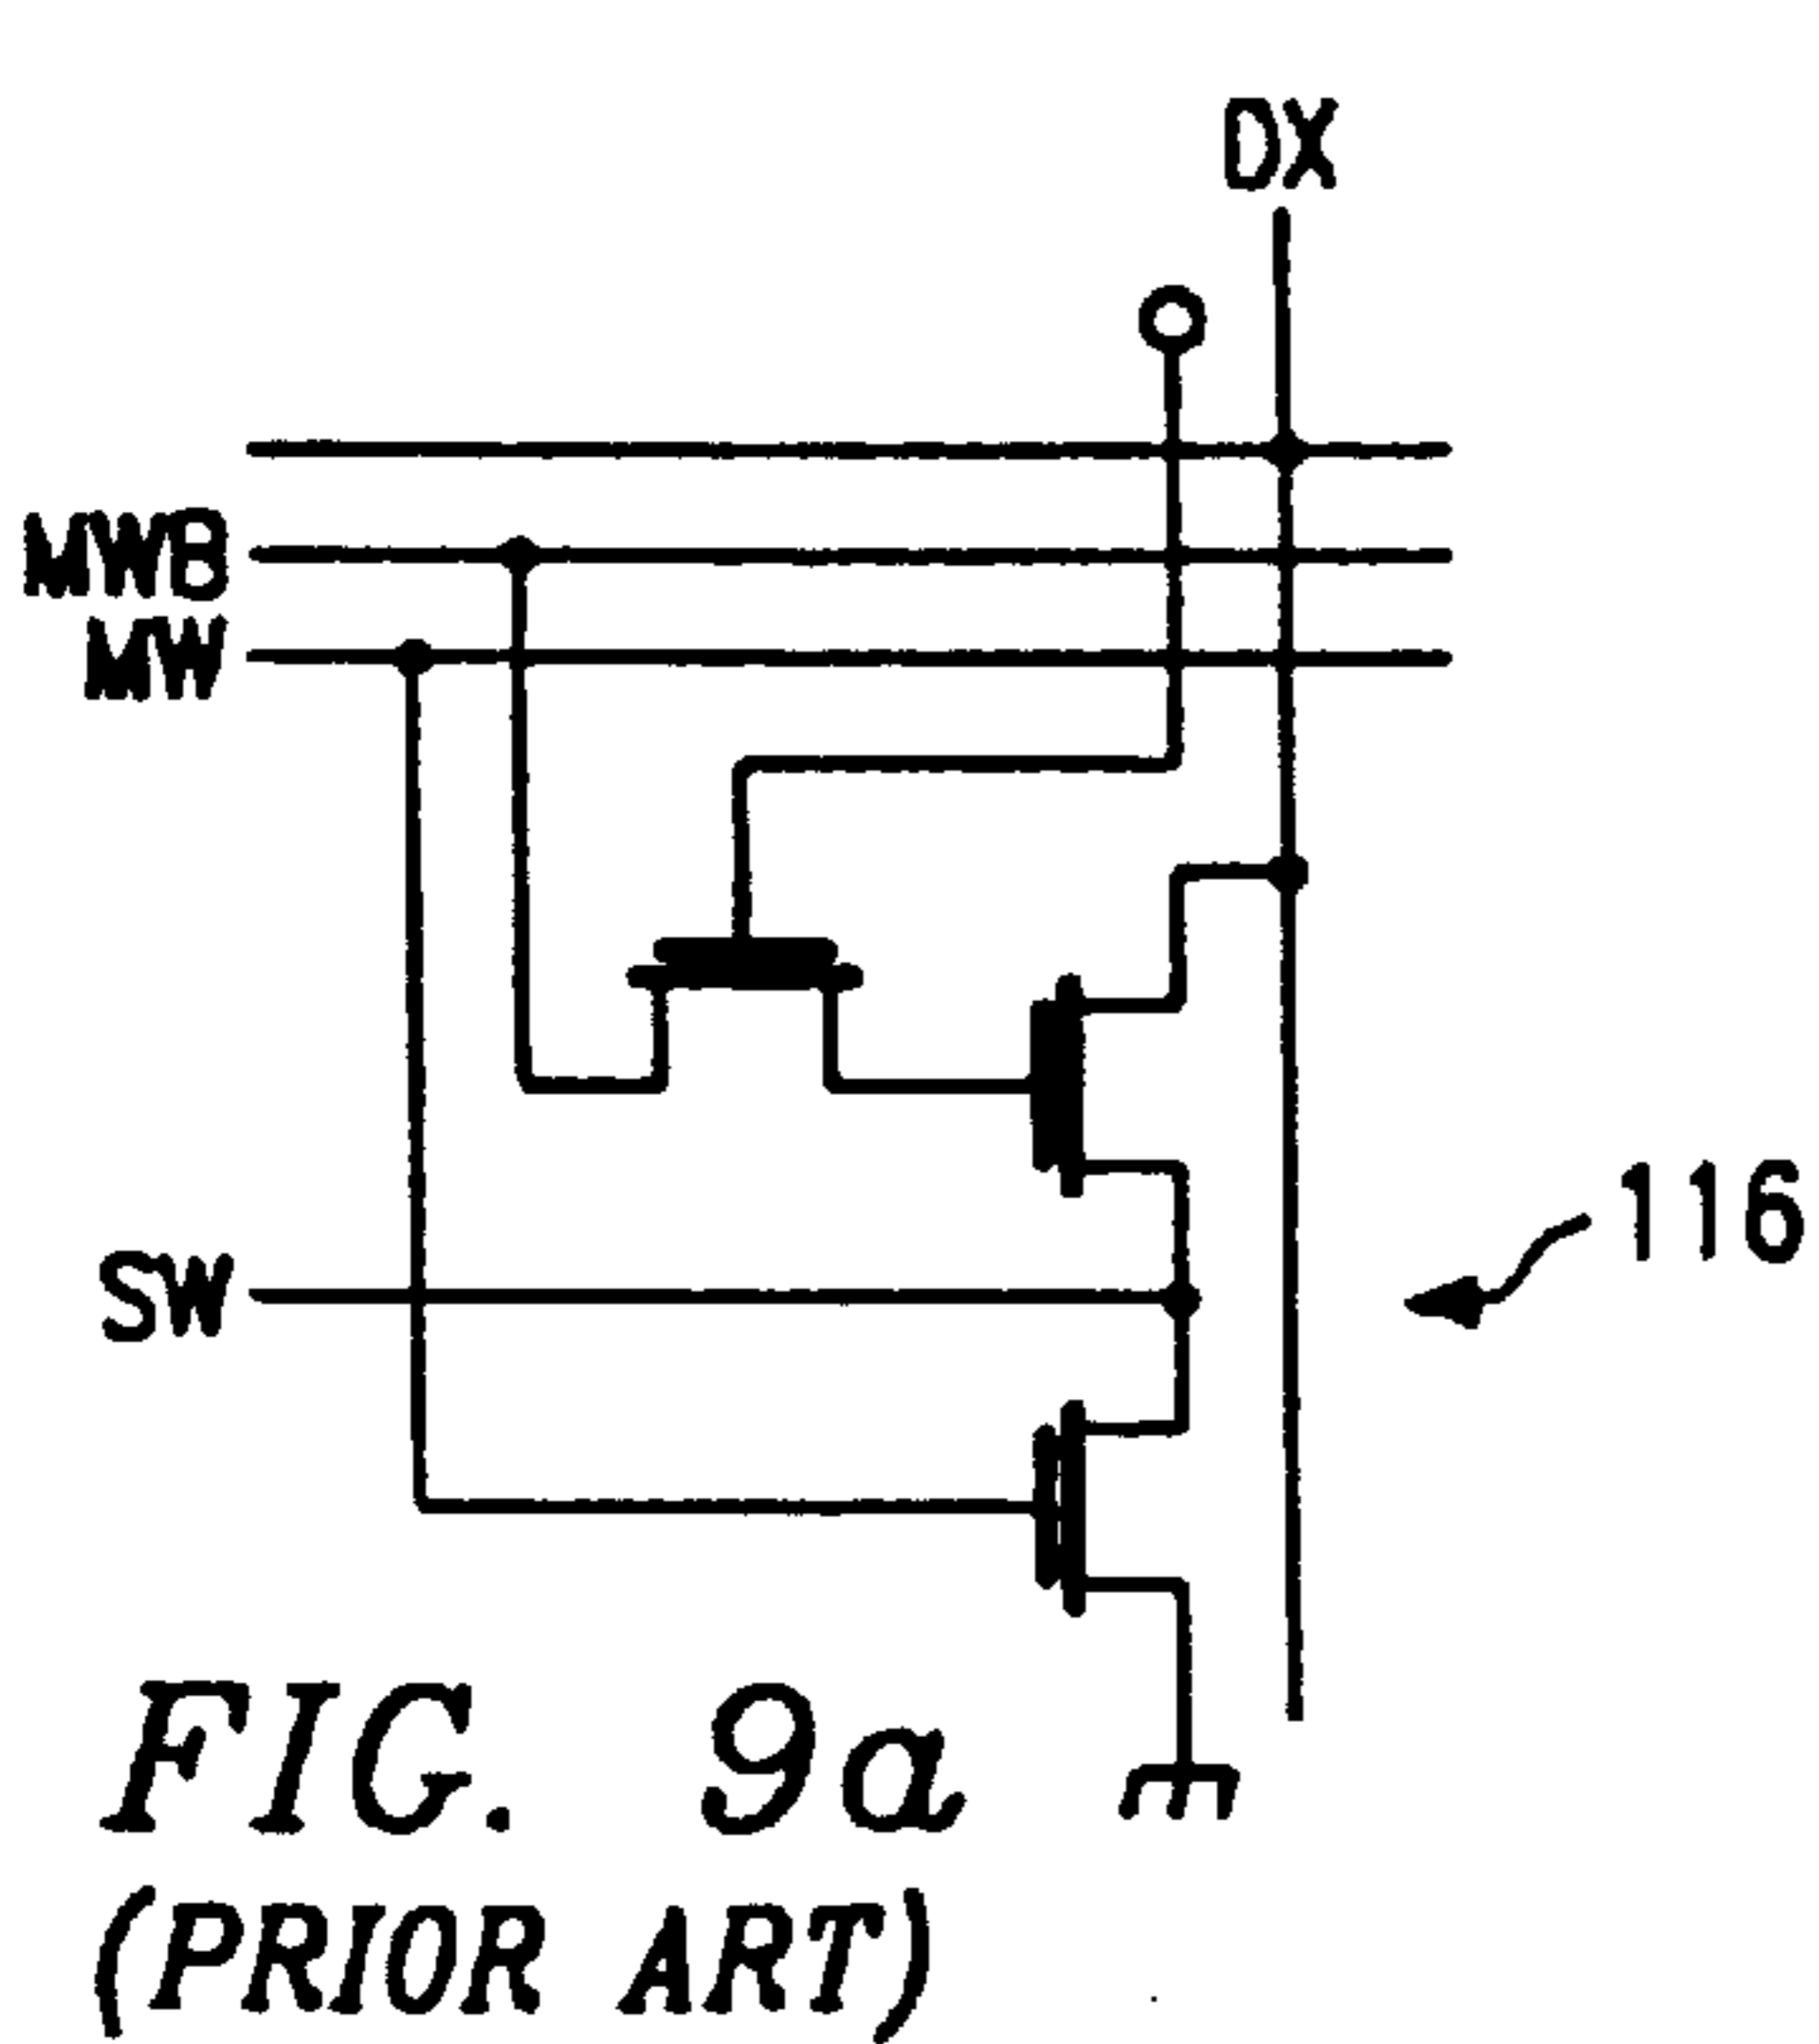 DX
MWB
MW
SW
116
FIG. 9a
(PRIOR ART)